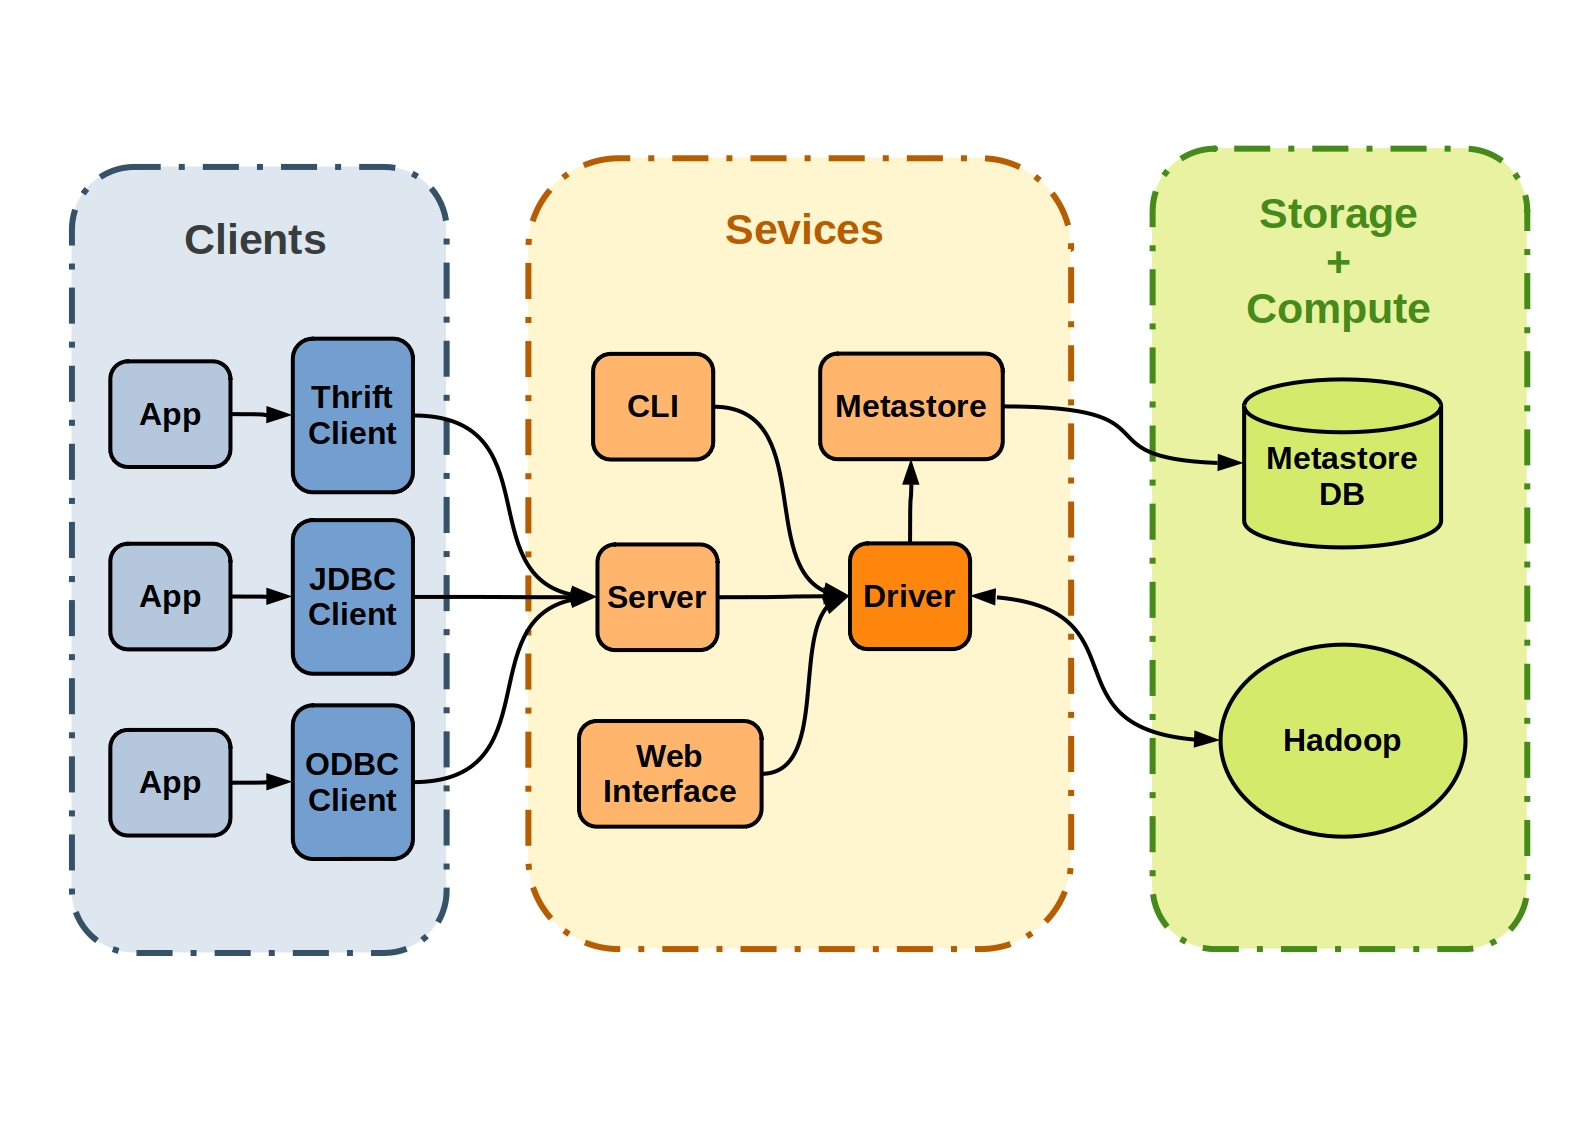 Clients
App
Thrift
Client
App
JDBC
Client
App
ODBC
Client
Sevices
CLI
Metastore
Server
Driver
Web
Interface
Storage
+
Compute
Metastore
DB
Hadoop